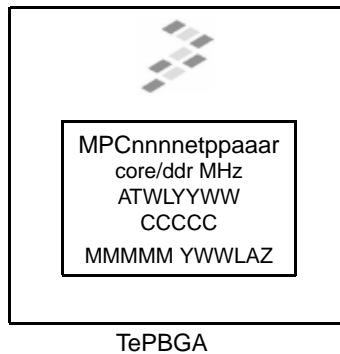 MPCnnnnetppaaar
core/ddr MHz
ATWLYYWW
CCCCC
MMMMM YWWLAZ
TePBGA